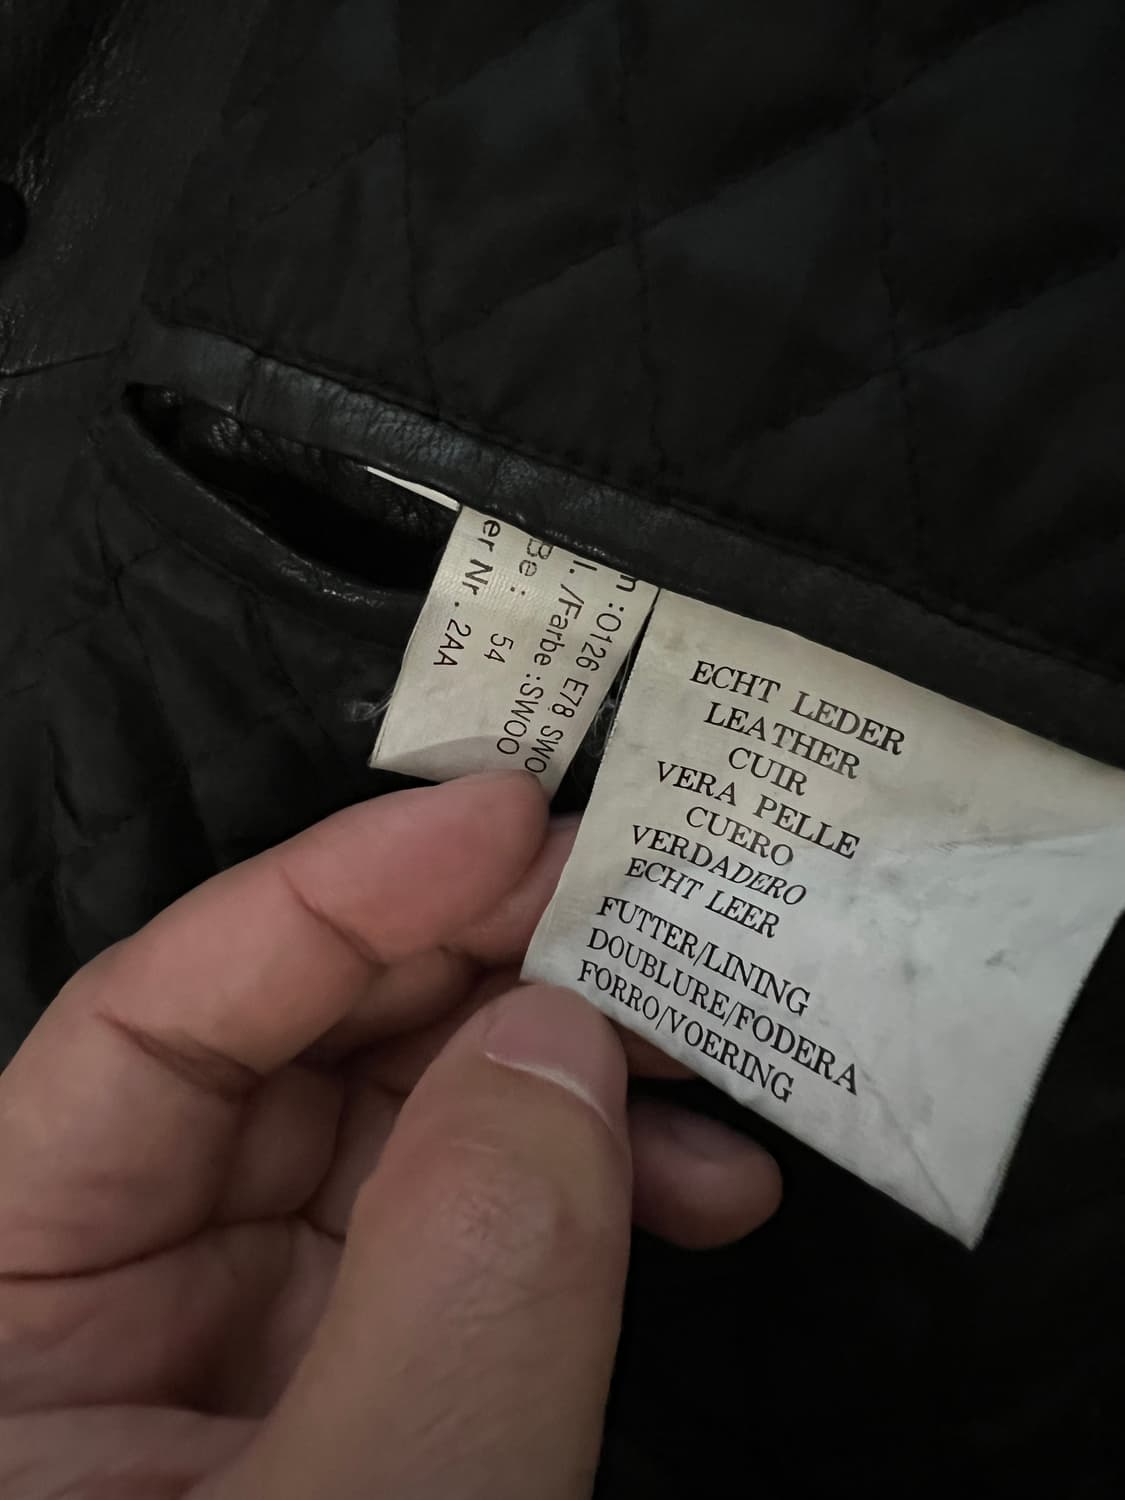 n :0126 E78 SWO
l. /Farbe :SWOO
Be : 54
er Nr. 2AA
ECHT LEDER
LEATHER
CUIR
VERA PELLE
CUERO
VERDADERO
ECHT LEER
FUTTER/LINING
DOUBLURE/FODERA
FORRO/VOERING